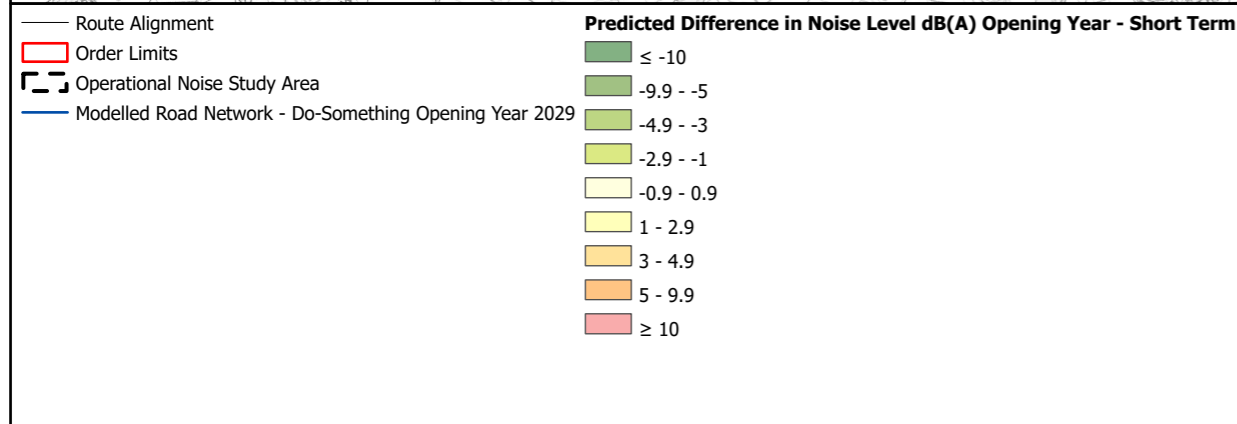 Route Alignment
Order Limits
Operational Noise Study Area
Modelled Road Network - Do-Something Opening Year 2029
Predicted Difference in Noise Level dB(A) Opening Year - Short Term
≤ -10
-9.9 - -5
-4.9 - -3
-2.9 - -1
-0.9 - 0.9
1 - 2.9
3 - 4.9
5 - 9.9
≥ 10